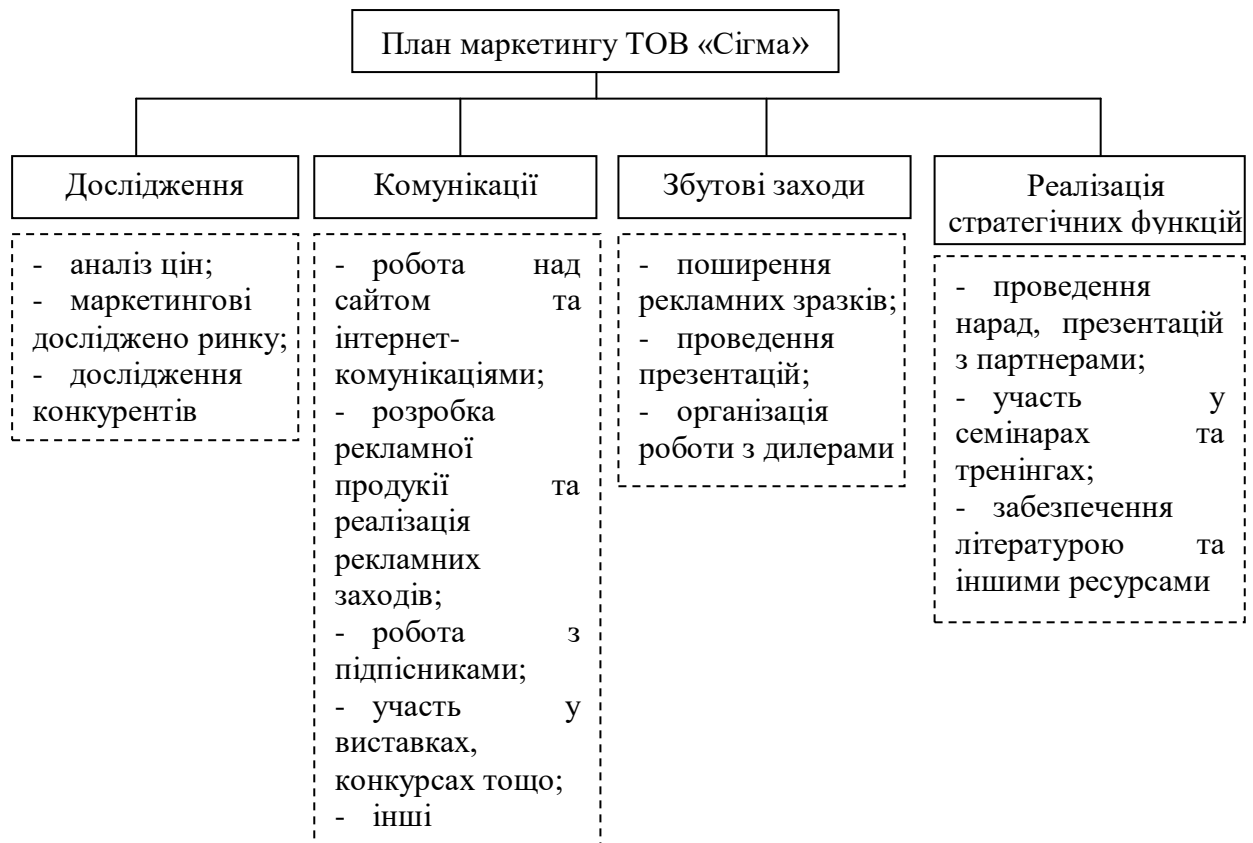 План маркетингу ТОВ «Сігма»
Дослідження
- аналіз цін;
- маркетингові
досліджено ринку;
- дослідження
конкурентів
Комунікації
- робота над
сайтом та
інтернет-
комунікаціями;
- розробка
рекламної
продукії та
реалізація
рекламних
заходів;
- робота з
підпісниками;
- участь у
виставках,
конкурсах тощо;
- інші
Збутові заходи
- поширення
рекламних зразків;
- проведення
презентацій;
- організація
роботи з дилерами
Реалізація
стратегічних функцій
- проведення
нарад, презентацій
з партнерами;
- участь у
семінарах та
тренінгах;
- забезпечення
літературою та
іншими ресурсами